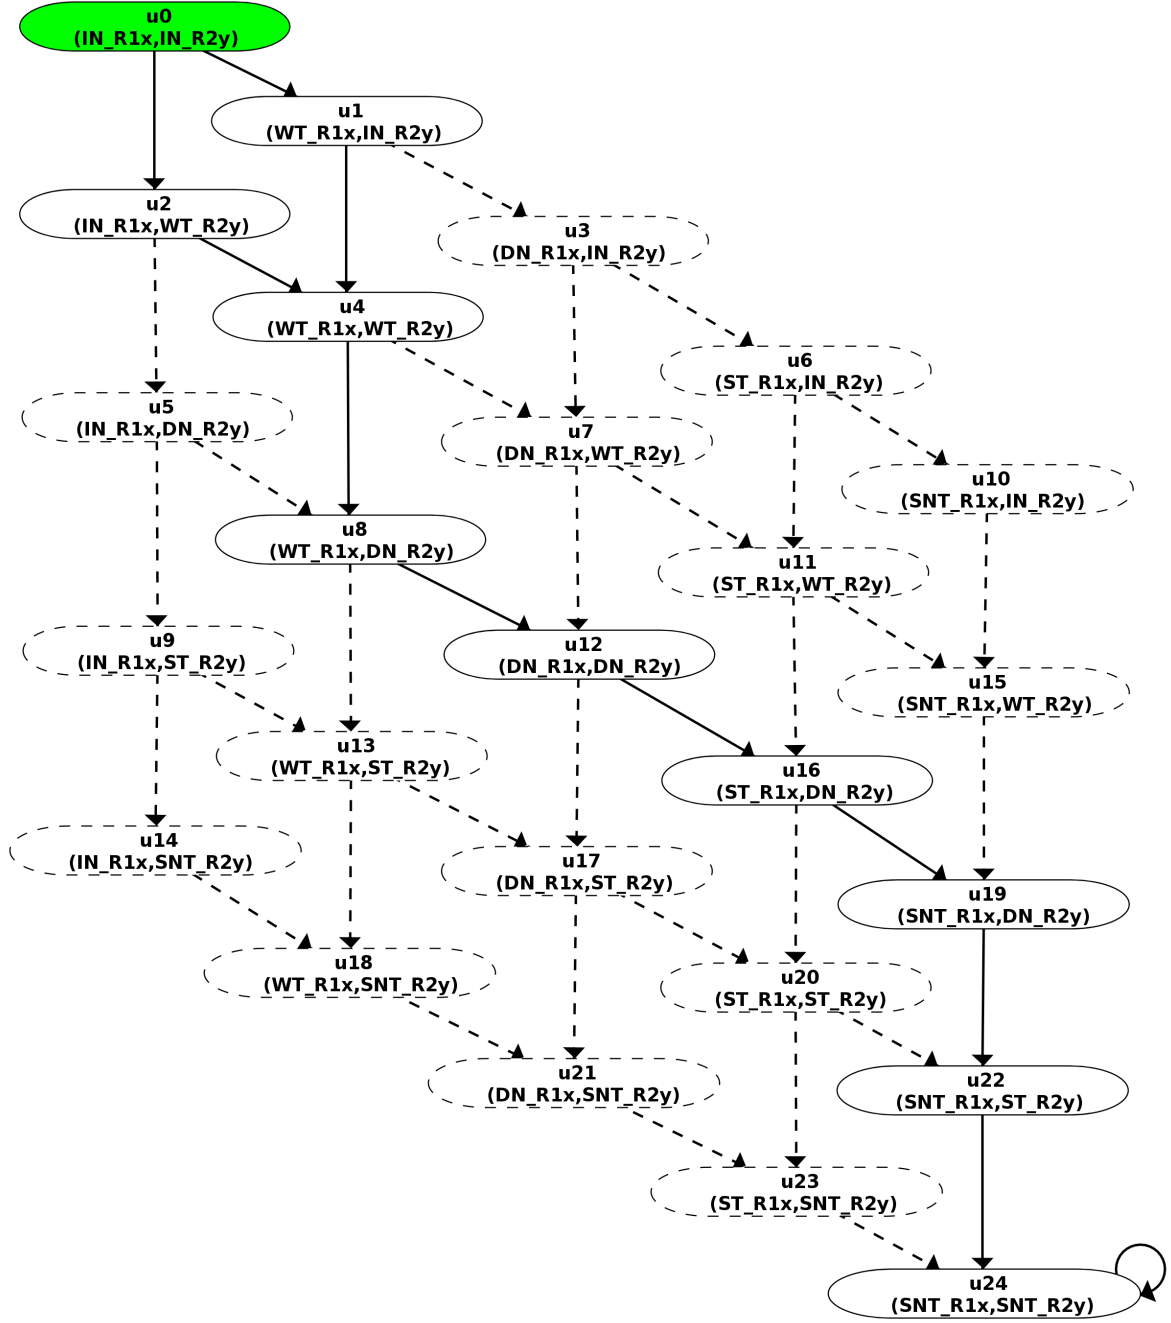 u0
(IN_R1x,IN_R2y)
u1
(WT_R1x,IN_R2y)
u2
(IN_R1x,WT_R2y)
u3
(DN_R1x,IN_R2y)
u4
(WT_R1x,WT_R2y)
u6
(ST_R1x,IN_R2y)
u5
(IN_R1x,DN_R2y)
u7
(DN_R1x,WT_R2y)
u10
(SNT_R1x,IN_R2y)
u8
(WT_R1x,DN_R2y)
u11
(ST_R1x,WT_R2y)
u9
(IN_R1x,ST_R2y)
u12
(DN_R1x,DN_R2y)
u15
(SNT_R1x,WT_R2y)
u13
(WT_R1x,ST_R2y)
u16
(ST_R1x,DN_R2y)
u14
(IN_R1x,SNT_R2y)
u17
(DN_R1x,ST_R2y)
u19
(SNT_R1x,DN_R2y)
u18
(WT_R1x,SNT_R2y)
u20
(ST_R1x,ST_R2y)
u21
(DN_R1x,SNT_R2y)
u22
(SNT_R1x,ST_R2y)
u23
(ST_R1x,SNT_R2y)
u24
(SNT_R1x,SNT_R2y)